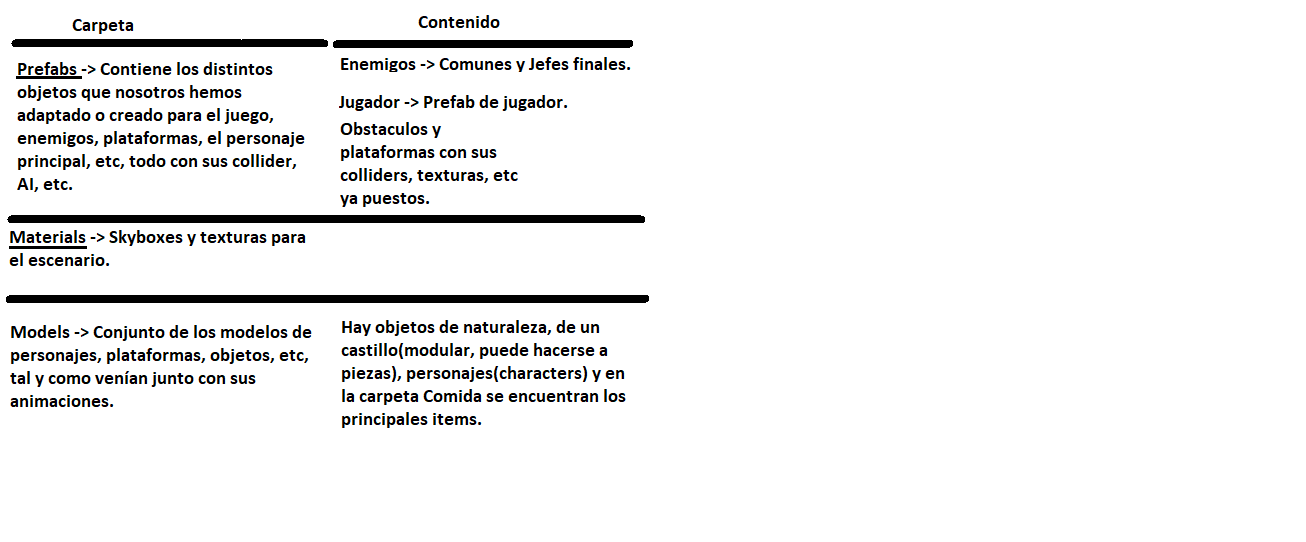 Carpeta
Contenido
Prefabs -> Contiene los distintos
objetos que nosotros hemos
adaptado o creado para el juego,
enemigos, plataformas, el personaje
principal, etc, todo con sus collider,
AI, etc.
Enemigos -> Comunes y Jefes finales.
Jugador -> Prefab de jugador.
Obstaculos y
plataformas con sus
colliders, texturas, etc
ya puestos.
Materials -> Skyboxes y texturas para
el escenario.
Models -> Conjunto de los modelos de
personajes, plataformas, objetos, etc,
tal y como venían junto con sus
animaciones.
Hay objetos de naturaleza, de un
castillo(modular, puede hacerse a
piezas), personajes(characters) y en
la carpeta Comida se encuentran los
principales items.